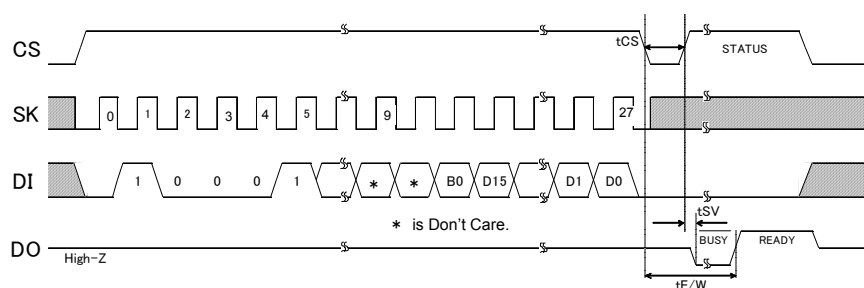 CS
tCS
STATUS
SK
0 1 2 3 4 5 9 27
DI
1 0 0 0 1 * * B0 D15 D1 D0
* is Don't Care.
tSV
DO
High-Z
BUSY
READY
tE/W